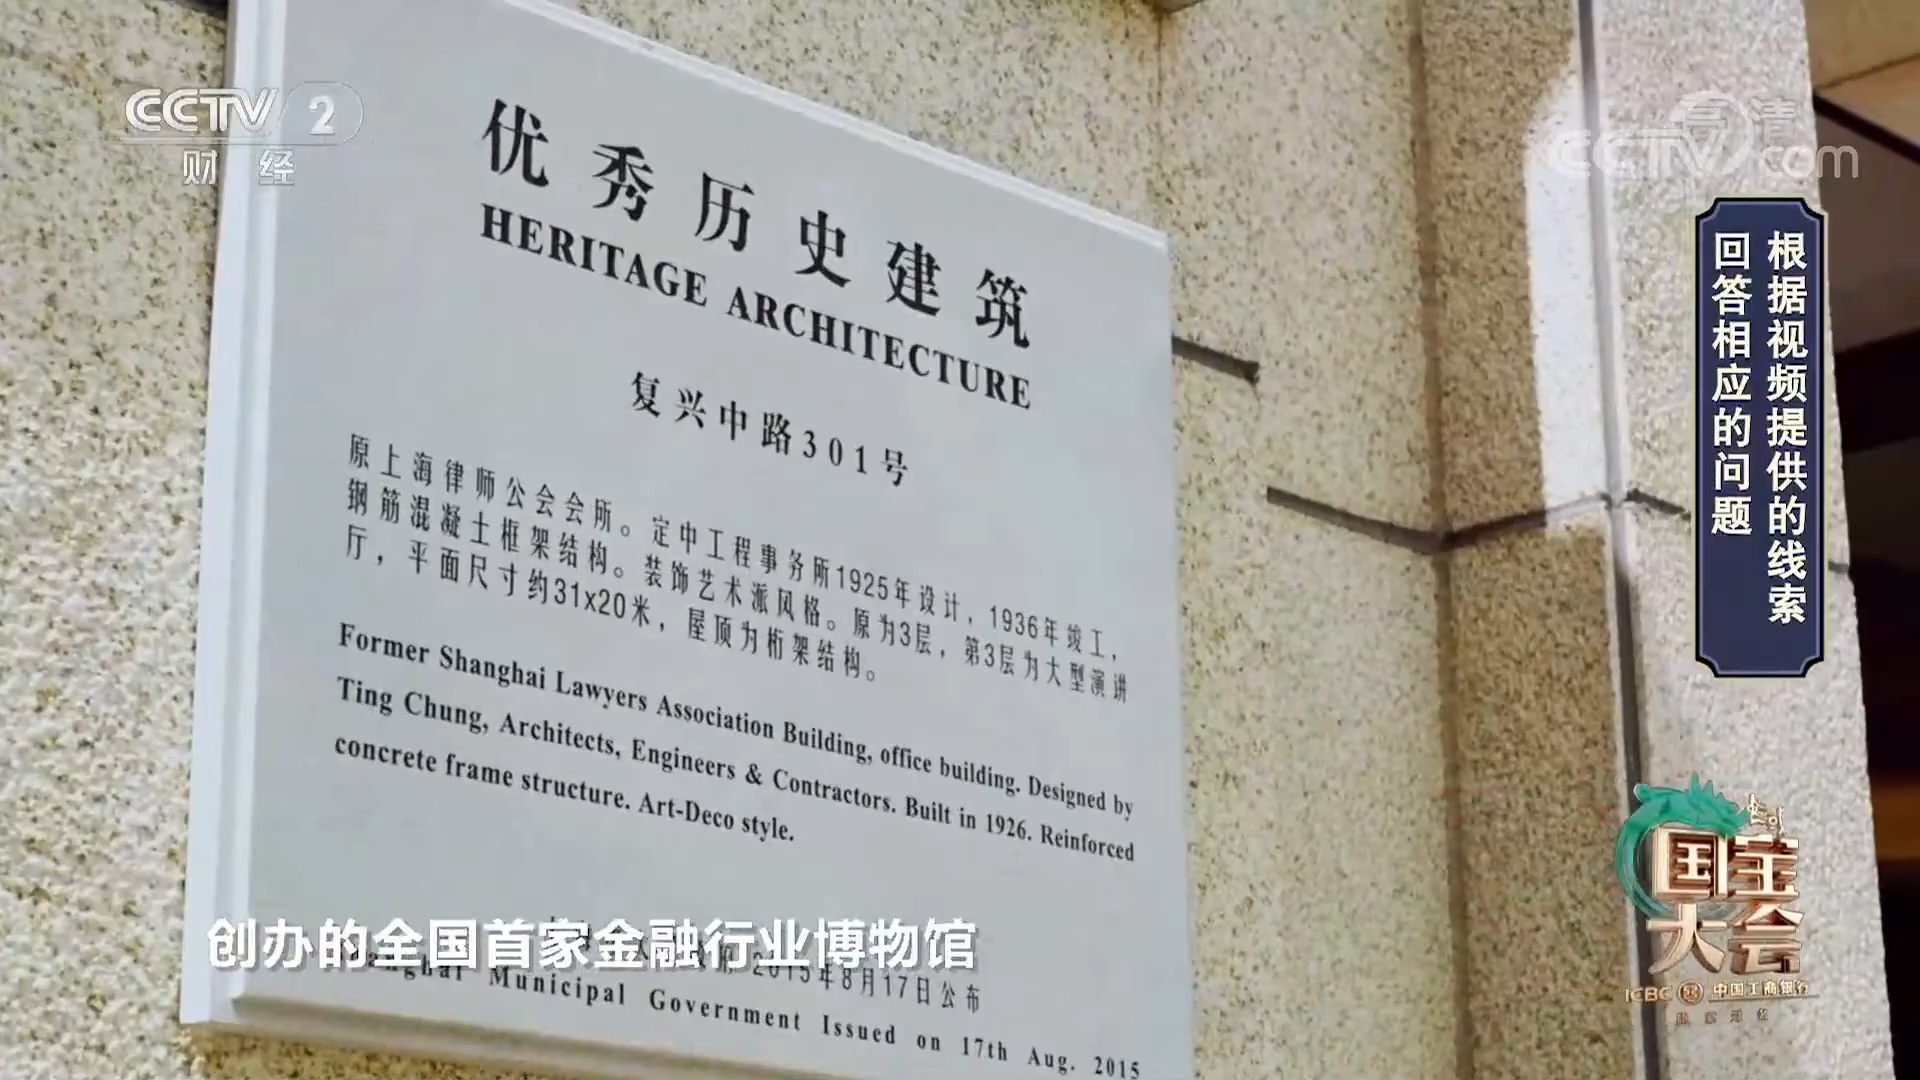 CCTV 2
财经
高清
CCTV.com
根据视频提供的线索
回答相应的问题
优秀历史建筑
HERITAGE ARCHITECTURE
复兴中路301号
原上海律师公会会所。定中工程事务所1925年设计，1936年竣工，
钢筋混凝土框架结构。装饰艺术派风格。原为3层，第3层为大型演讲
厅，平面尺寸约31x20米，屋顶为桁架结构。
Former Shanghai Lawyers Association Building, office building. Designed by
Ting Chung, Architects, Engineers & Contractors. Built in 1926. Reinforced
concrete frame structure. Art-Deco style.
2015年8月17日公布
Shanghai Municipal Government Issued on 17th Aug. 2015
创办的全国首家金融行业博物馆
国宝
大会
ICBC 中国工商银行